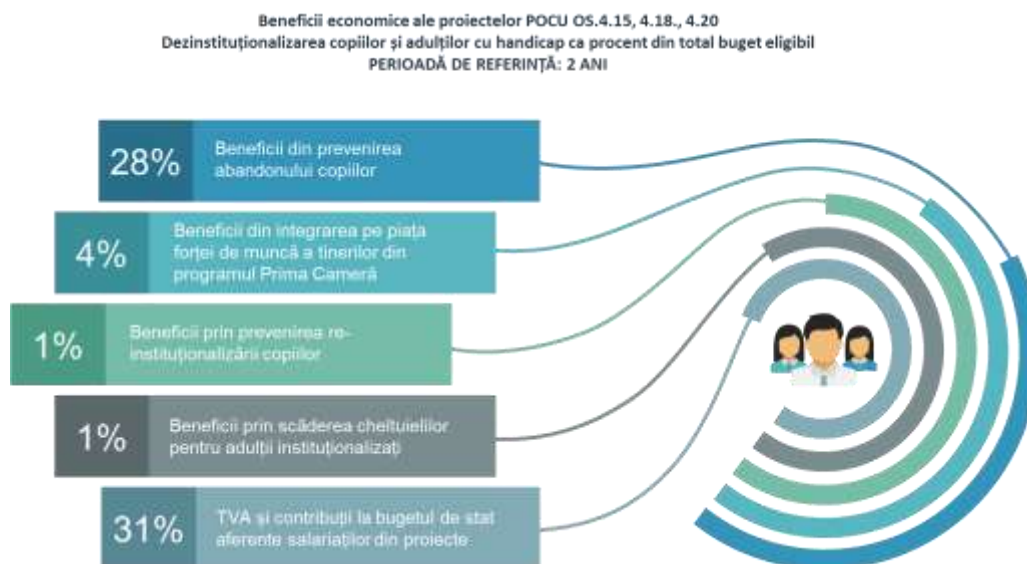 Beneficii economice ale proiectelor POCU OS.4.15, 4.18., 4.20
Dezinstituționalizarea copiilor și adulților cu handicap ca procent din total buget eligibil
PERIOADĂ DE REFERINȚĂ: 2 ANI
28%
Beneficii din prevenirea
abandonului copiilor
4%
Beneficii din integrarea pe piața
forței de muncă a tinerilor din
programul Prima Cameră
1%
Beneficii prin prevenirea re-
instituționalizării copiilor
1%
Beneficii prin scăderea cheltuielilor
pentru adulții instituționalizați
31%
TVA și contribuții la bugetul de stat
aferente salariaților din proiecte